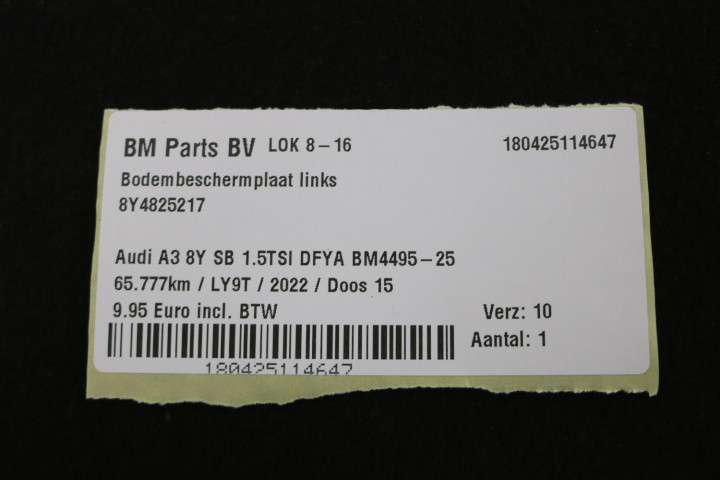 BM Parts BV LOK 8-16 180425114647
Bodembeschermplaat links
8Y4825217
Audi A3 8Y SB 1.5TSI DFYA BM4495-25
65.777km / LY9T / 2022 / Doos 15
9.95 Euro incl. BTW Verz: 10
Aantal: 1
180425114647